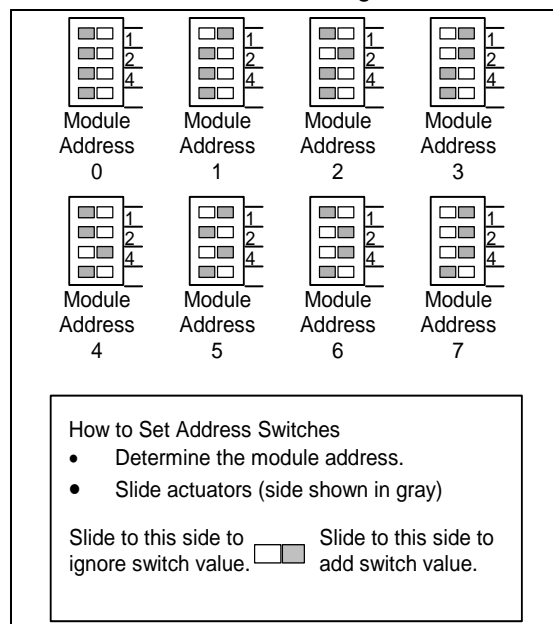 1 1 1 1
2 2 2 2
4 4 4 4
Module Module Module Module
Address Address Address Address
0 1 2 3
1 1 1 1
2 2 2 2
4 4 4 4
Module Module Module Module
Address Address Address Address
4 5 6 7
How to Set Address Switches
• Determine the module address.
• Slide actuators (side shown in gray)
Slide to this side to Slide to this side to
ignore switch value. add switch value.